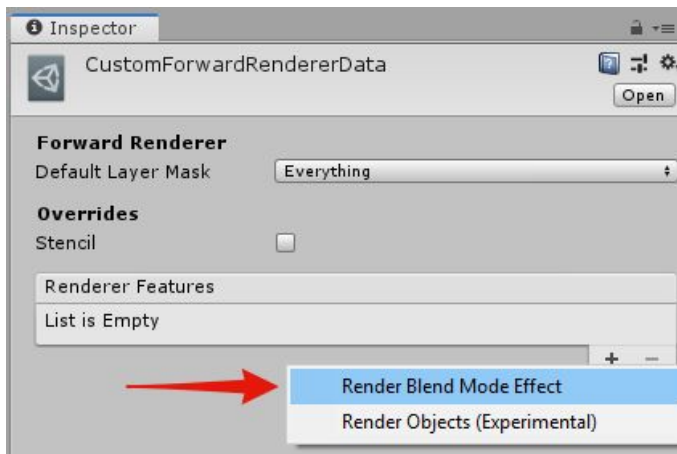 Inspector
CustomForwardRendererData
Open
Forward Renderer
Default Layer Mask Everything
Overrides
Stencil
Renderer Features
List is Empty
Render Blend Mode Effect
Render Objects (Experimental)